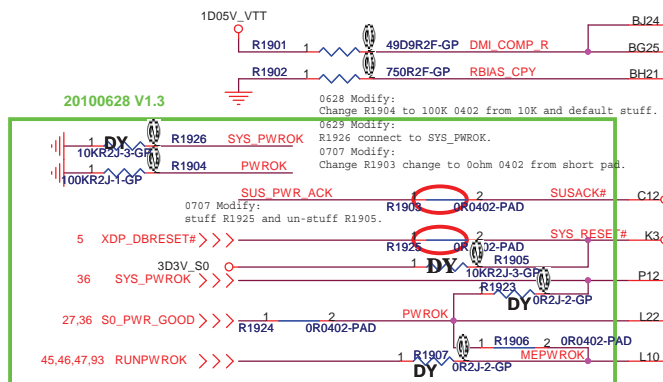 1D05V_VTT
BJ24
R1901 1 49D9R2F-GP DMI_COMP_R BG25
R1902 1 750R2F-GP RBIAS_CPY BH21
20100628 V1.3
0628 Modify:
Change R1904 to 100K 0402 from 10K and default stuff.
0629 Modify:
R1926 connect to SYS_PWROK.
0707 Modify:
Change R1903 change to 0ohm 0402 from short pad.
1 DY R1926 SYS_PWROK
10KR2J-3-GP
1 R1904 PWROK
100KR2J-1-GP
SUS_PWR_ACK 1 2 SUSACK# C12
R1903 0R0402-PAD
0707 Modify:
stuff R1925 and un-stuff R1905.
5 XDP_DBRESET# 1 2 SYS_RESET# K3
R1925 0R0402-PAD
3D3V_S0 1 DY R1905
10KR2J-3-GP
36 SYS_PWROK P12
R1923
DY 0R2J-2-GP
27,36 S0_PWR_GOOD 1 2 PWROK L22
R1924 0R0402-PAD
1 R1906 2 0R0402-PAD
45,46,47,93 RUNPWROK 1 R1907 MEPWROK L10
DY 0R2J-2-GP